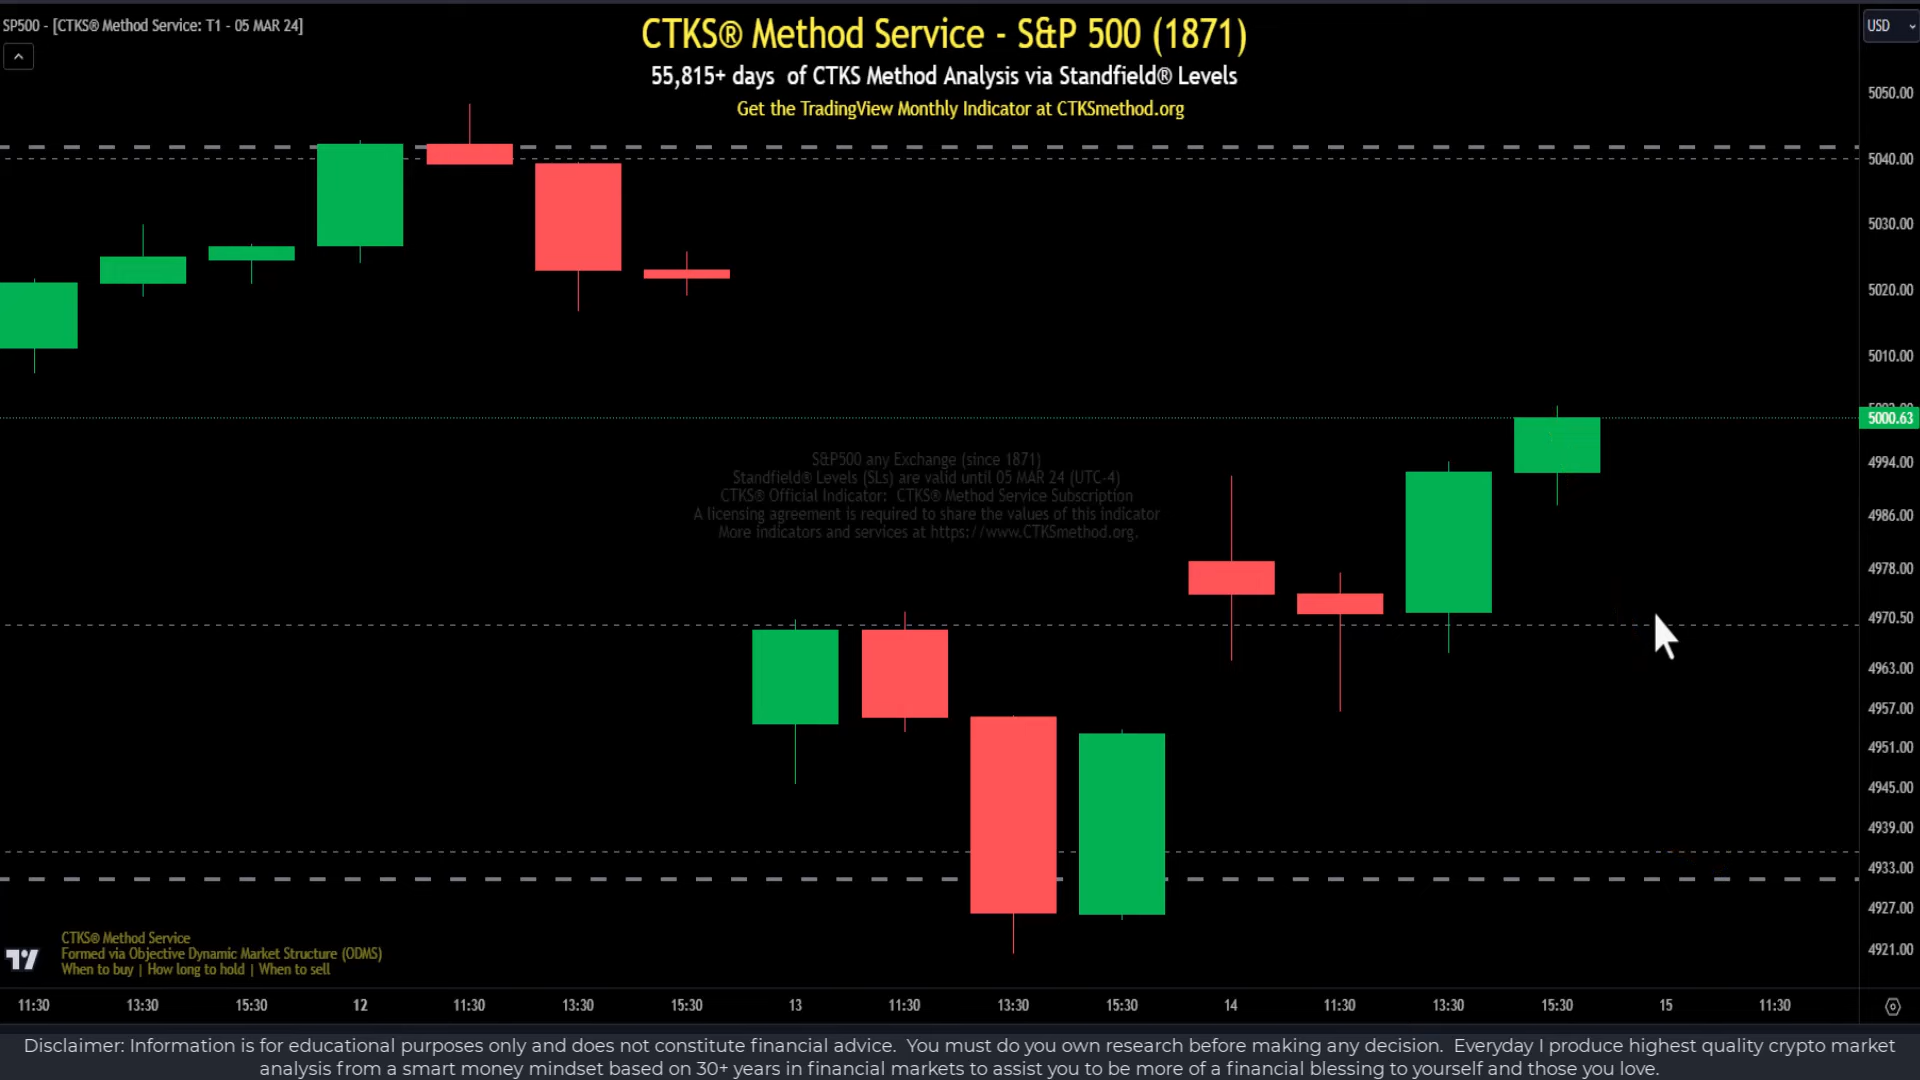 SP500 - [CTKS® Method Service: T1 - 05 MAR 24]
CTKS® Method Service - S&P 500 (1871)
55,815+ days of CTKS Method Analysis via Standfield® Levels
Get the TradingView Monthly Indicator at CTKSmethod.org
USD
5050.00
5040.00
5030.00
5020.00
5010.00
5000.63
4994.00
4986.00
4978.00
4970.50
4963.00
4957.00
4951.00
4945.00
4939.00
4933.00
4927.00
4921.00
S&P500 any Exchange (since 1871)
Standfield® Levels (SLs) are valid until 05 MAR 24 (UTC-4)
CTKS® Official Indicator: CTKS® Method Service Subscription
A licensing agreement is required to share the values of this indicator
More indicators and services at https://www.CTKSmethod.org.
CTKS® Method Service
Formed via Objective Dynamic Market Structure (ODMS)
When to buy | How long to hold | When to sell
11:30 13:30 15:30 12 11:30 13:30 15:30 13 11:30 13:30 15:30 14 11:30 13:30 15:30 15 11:30
Disclaimer: Information is for educational purposes only and does not constitute financial advice. You must do you own research before making any decision. Everyday I produce highest quality crypto market
analysis from a smart money mindset based on 30+ years in financial markets to assist you to be more of a financial blessing to yourself and those you love.